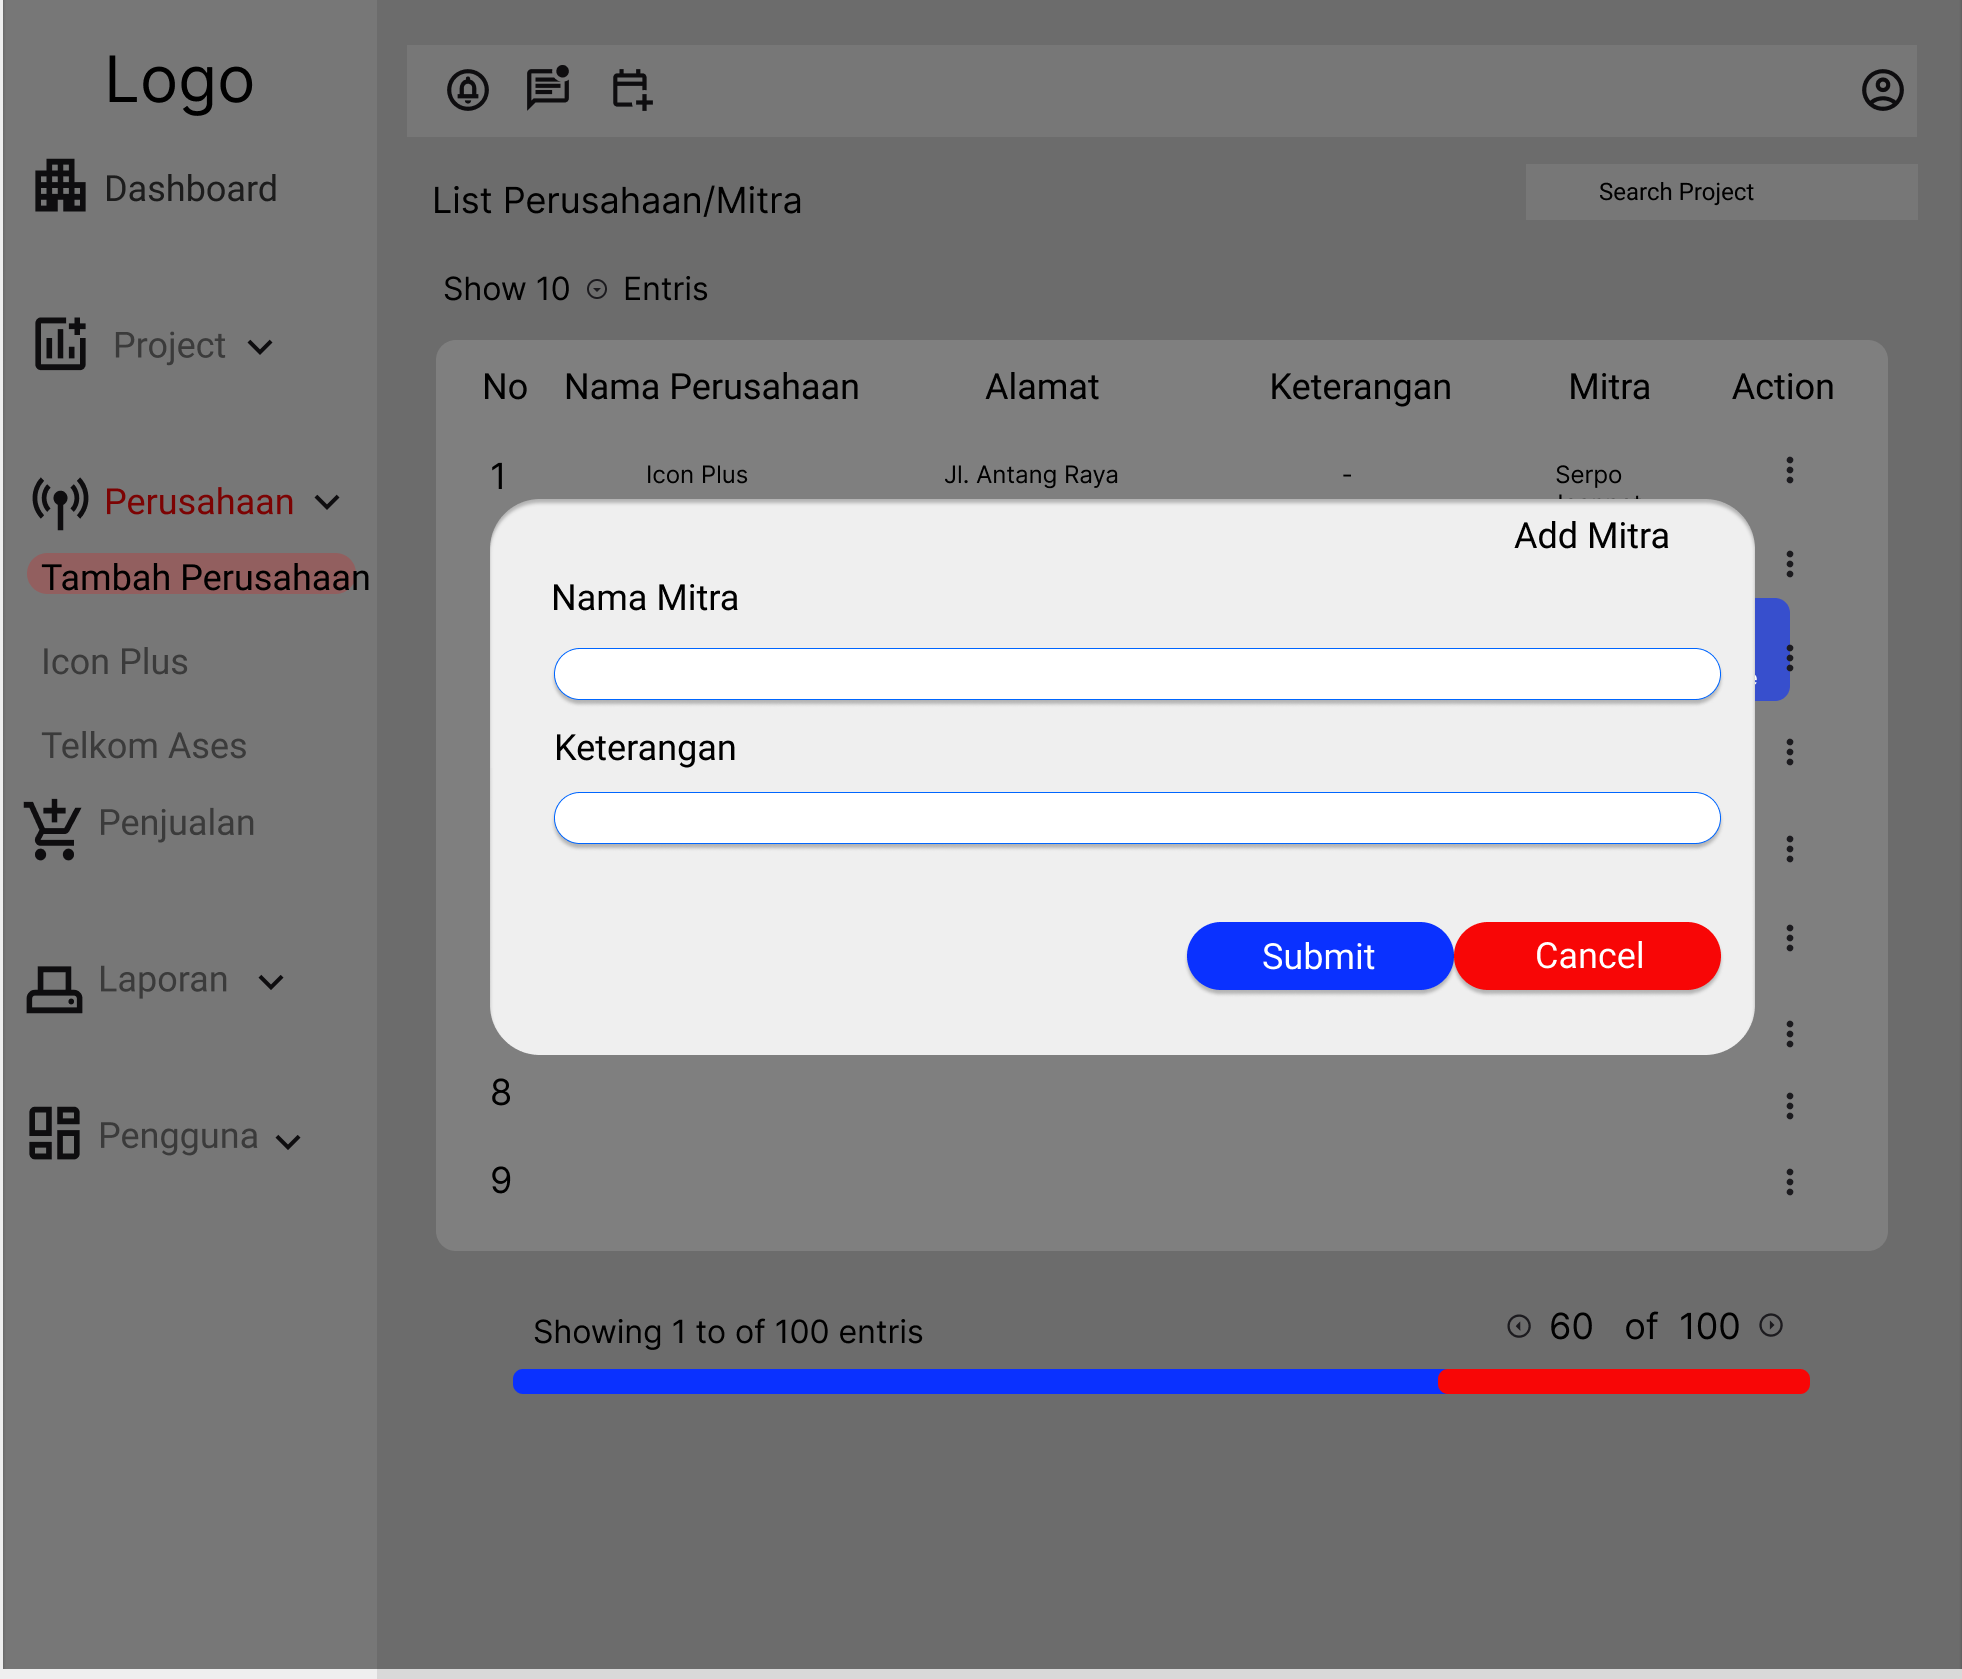 Logo
Dashboard
Project
Perusahaan
Tambah Perusahaan
Icon Plus
Telkom Ases
Penjualan
Laporan
Pengguna
List Perusahaan/Mitra
Search Project
Show 10 Entris
No Nama Perusahaan Alamat Keterangan Mitra Action
1 Icon Plus Jl. Antang Raya - Serpo
Add Mitra
Nama Mitra
Keterangan
Submit Cancel
8
9
Showing 1 to of 100 entris
60 of 100